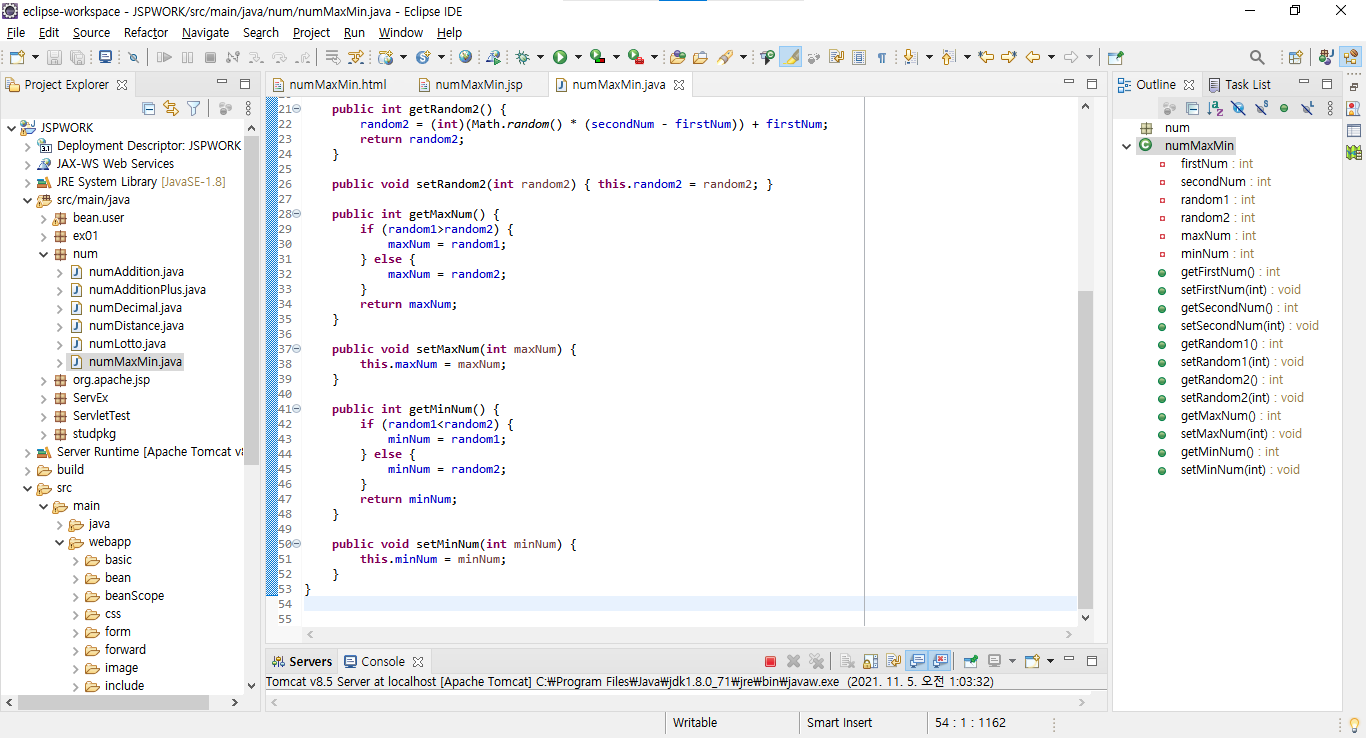 eclipse-workspace - JSPWORK/src/main/java/num/numMaxMin.java - Eclipse IDE
File Edit Source Refactor Navigate Search Project Run Window Help
Project Explorer
JSPWORK
Deployment Descriptor: JSPWORK
JAX-WS Web Services
JRE System Library [JavaSE-1.8]
src/main/java
bean.user
ex01
num
numAddition.java
numAdditionPlus.java
numDecimal.java
numDistance.java
numLotto.java
numMaxMin.java
org.apache.jsp
ServEx
ServletTest
studpkg
Server Runtime [Apache Tomcat v8
build
src
main
java
webapp
basic
bean
beanScope
css
form
forward
image
include
numMaxMin.html numMaxMin.jsp numMaxMin.java
21 public int getRandom2() {
22 random2 = (int)(Math.random() * (secondNum - firstNum)) + firstNum;
23 return random2;
24 }
25
26 public void setRandom2(int random2) { this.random2 = random2; }
27
28 public int getMaxNum() {
29 if (random1>random2) {
30 maxNum = random1;
31 } else {
32 maxNum = random2;
33 }
34 return maxNum;
35 }
36
37 public void setMaxNum(int maxNum) {
38 this.maxNum = maxNum;
39 }
40
41 public int getMinNum() {
42 if (random1<random2) {
43 minNum = random1;
44 } else {
45 minNum = random2;
46 }
47 return minNum;
48 }
49
50 public void setMinNum(int minNum) {
51 this.minNum = minNum;
52 }
53 }
54
55
Servers Console
Tomcat v8.5 Server at localhost [Apache Tomcat] C:₩Program Files₩Java₩jdk1.8.0_71₩jre₩bin₩javaw.exe (2021. 11. 5. 오전 1:03:32)
Outline Task List
num
numMaxMin
firstNum : int
secondNum : int
random1 : int
random2 : int
maxNum : int
minNum : int
getFirstNum() : int
setFirstNum(int) : void
getSecondNum() : int
setSecondNum(int) : void
getRandom1() : int
setRandom1(int) : void
getRandom2() : int
setRandom2(int) : void
getMaxNum() : int
setMaxNum(int) : void
getMinNum() : int
setMinNum(int) : void
Writable Smart Insert 54 : 1 : 1162